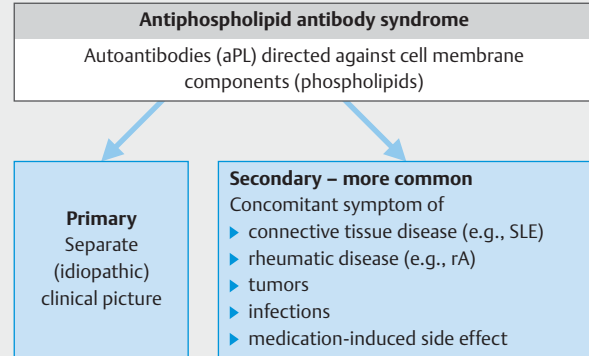 Antiphospholipid antibody syndrome
Autoantibodies (aPL) directed against cell membrane
components (phospholipids)
Primary
Separate
(idiopathic)
clinical picture
Secondary – more common
Concomitant symptom of
▶ connective tissue disease (e.g., SLE)
▶ rheumatic disease (e.g., rA)
▶ tumors
▶ infections
▶ medication-induced side effect